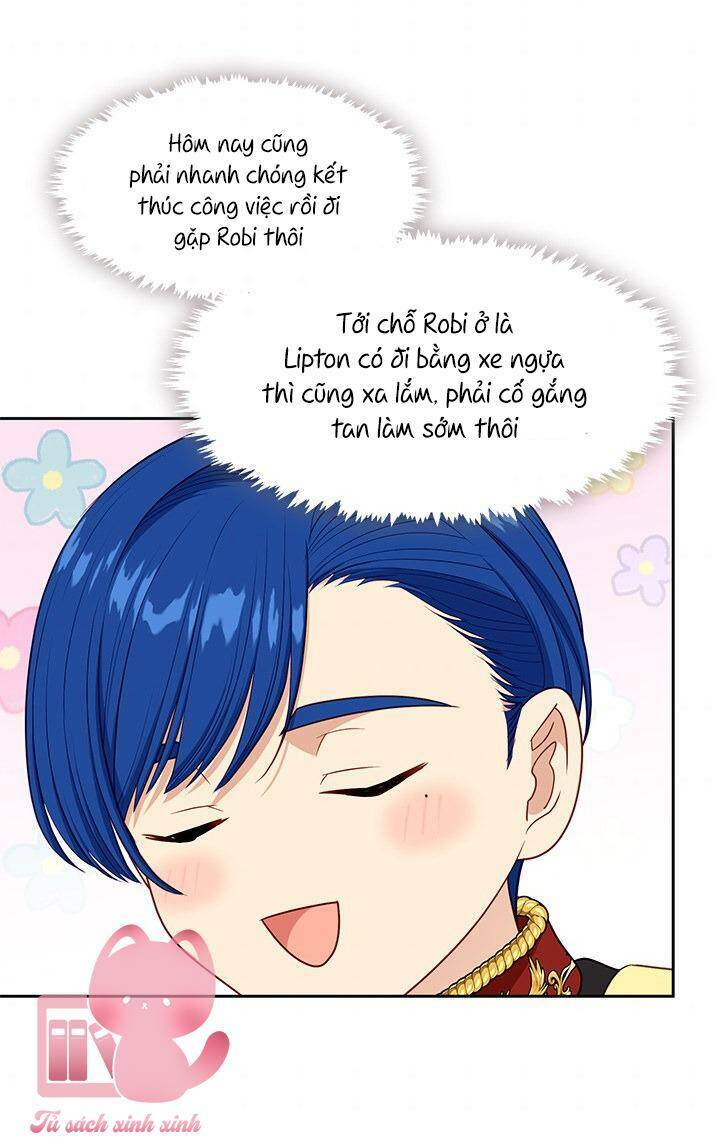 Hôm nay cũng
phải nhanh chóng kết
thúc công việc rồi đi
gặp Robi thôi
Tới chỗ Robi ở là
Lipton có đi bằng xe ngựa
thì cũng xa lắm, phải cố gắng
tan làm sớm thôi
Tủ sách xinh xinh